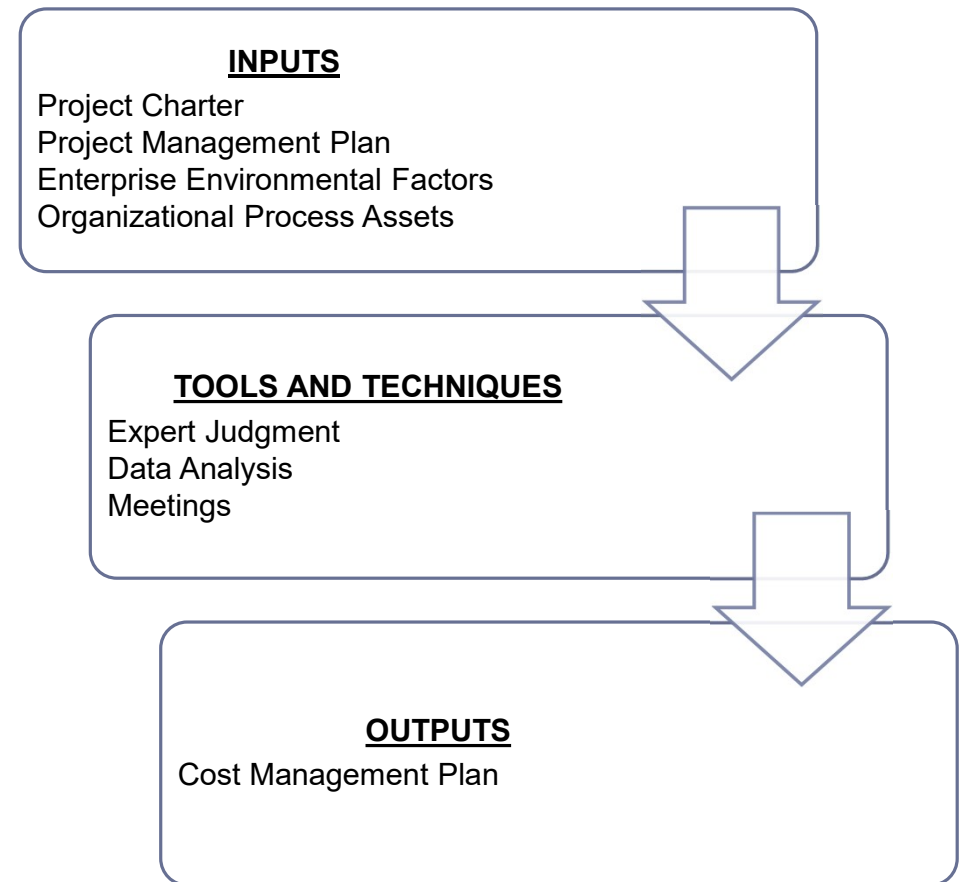 INPUTS
Project Charter
Project Management Plan
Enterprise Environmental Factors
Organizational Process Assets
TOOLS AND TECHNIQUES
Expert Judgment
Data Analysis
Meetings
OUTPUTS
Cost Management Plan